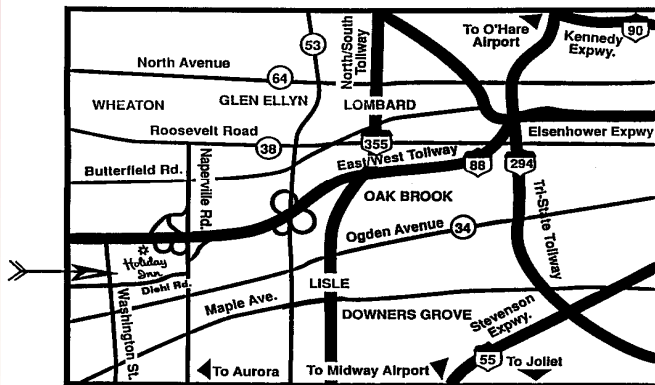 To O'Hare
Airport
90
Kennedy
Expwy.
53
North/South
Tollway
North Avenue
64
WHEATON
GLEN ELLYN
LOMBARD
Roosevelt Road
38
355
Eisenhower Expwy
East/West Tollway
88
294
Butterfield Rd.
Naperville Rd.
OAK BROOK
Tri-State Tollway
Ogden Avenue
34
Holiday
Inn
Diehl Rd.
LISLE
Washington St.
Maple Ave.
DOWNERS GROVE
Stevenson
Expwy.
55
To Aurora
To Midway Airport
To Joliet